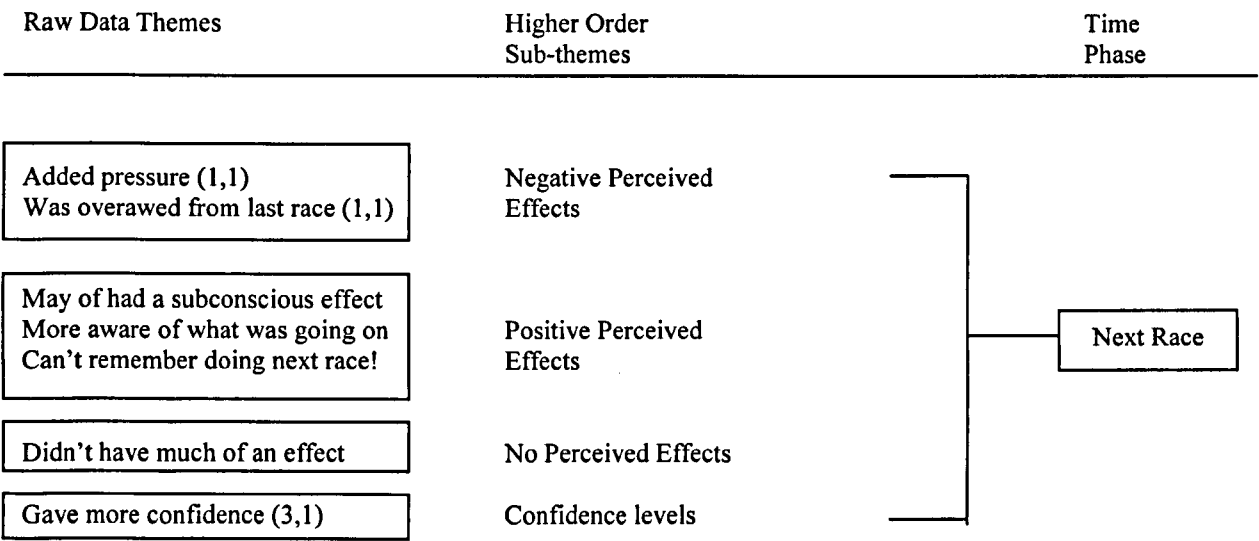 Raw Data Themes
Higher Order
Sub-themes
Time
Phase
Added pressure (1,1)
Was overawed from last race (1,1)
Negative Perceived
Effects
May of had a subconscious effect
More aware of what was going on
Can't remember doing next race!
Positive Perceived
Effects
Next Race
Didn't have much of an effect
No Perceived Effects
Gave more confidence (3,1)
Confidence levels